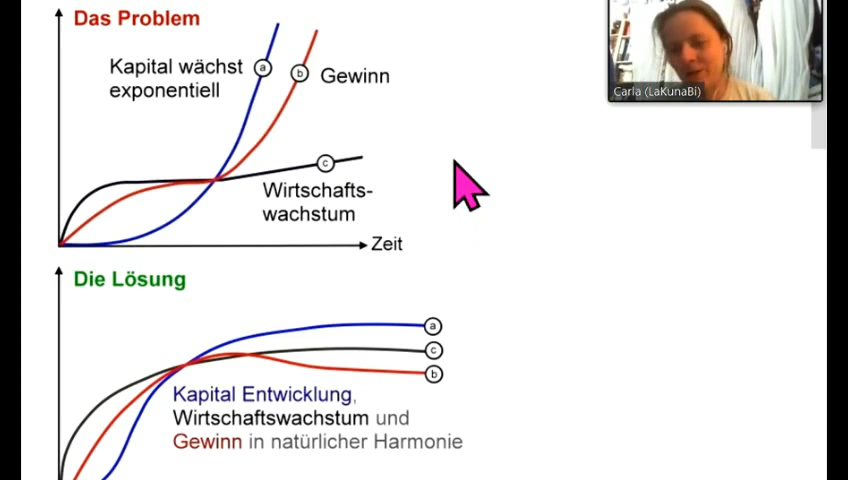 Das Problem
Kapital wächst
exponentiell
a
b
Gewinn
c
Wirtschafts-
wachstum
Zeit
Carla (LaKunaBi)
Die Lösung
a
c
b
Kapital Entwicklung,
Wirtschaftswachstum und
Gewinn in natürlicher Harmonie